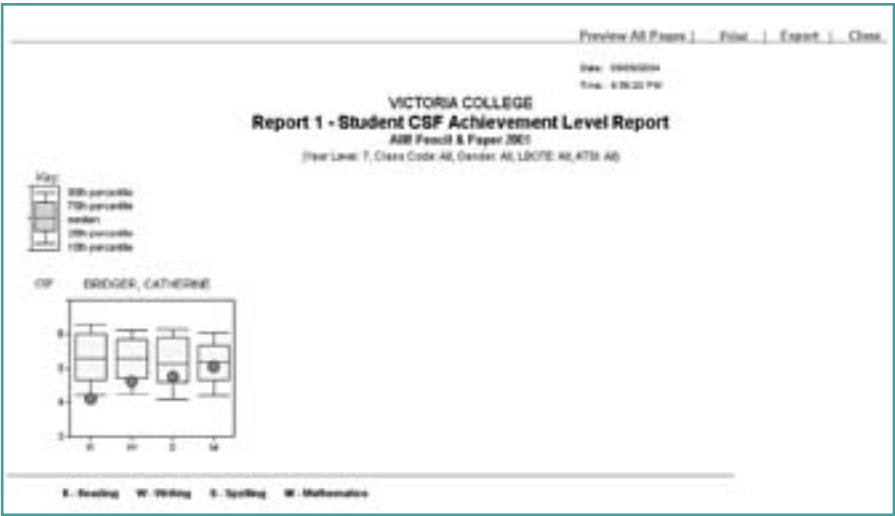 Preview All Pages | Print | Export | Close
Date:
Time: PM
VICTORIA COLLEGE
Report 1 - Student CSF Achievement Level Report
AIM Pencil & Paper 2001
(Year Level: 7, Class Code: All, Gender: All, LBOTE: All, ATSI: All)
Key:
90th percentile
75th percentile
median
25th percentile
10th percentile
CSF BRIDGER, CATHERINE
6
5
4
3
R W S M
R - Reading W - Writing S - Spelling M - Mathematics